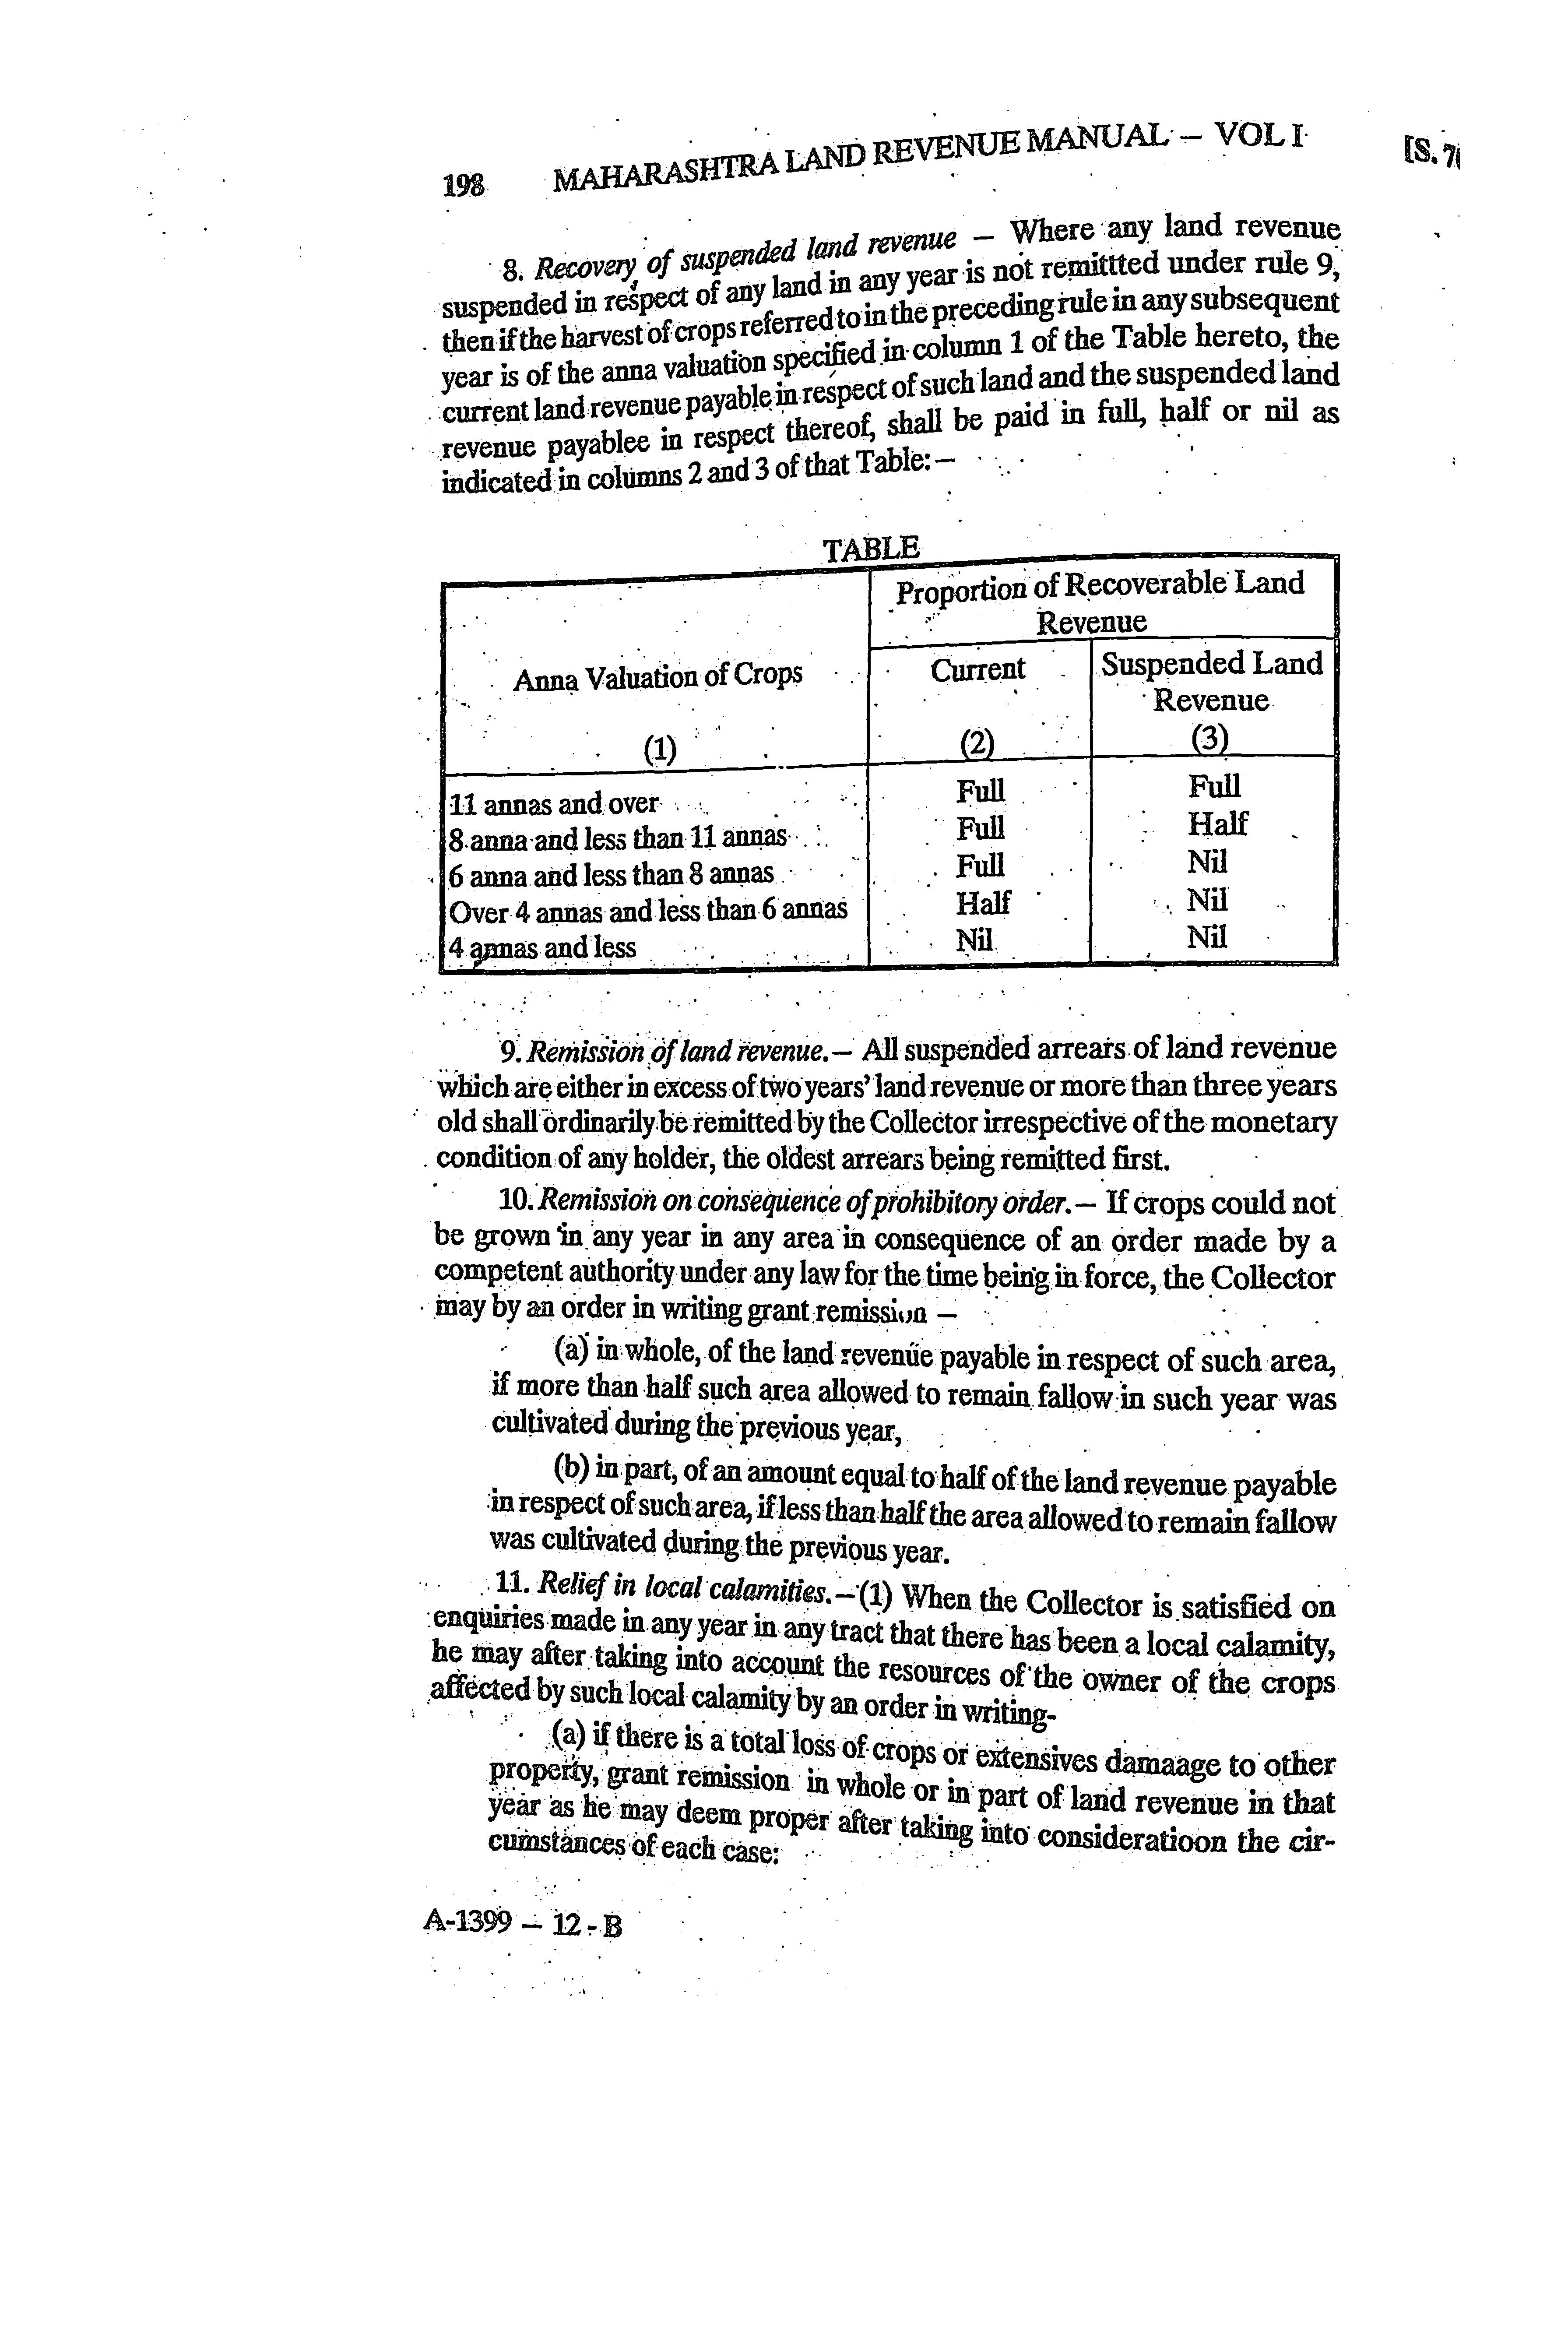 198 MAHARASHTRA LAND REVENUE MANUAL – VOL I [S. 7
8. Recovery of suspended land revenue – Where any land revenue
suspended in respect of any land in any year is not remittted under rule 9,
then if the harvest of crops referred to in the preceding rule in any subsequent
year is of the anna valuation specified in column 1 of the Table hereto, the
current land revenue payable in respect of such land and the suspended land
revenue payablee in respect thereof, shall be paid in full, half or nil as
indicated in columns 2 and 3 of that Table: –
TABLE
Proportion of Recoverable Land
Revenue
Anna Valuation of Crops Current Suspended Land
Revenue
(1) (2) (3)
11 annas and over Full Full
8 anna and less than 11 annas Full Half
6 anna and less than 8 annas Full Nil
Over 4 annas and less than 6 annas Half Nil
4 annas and less Nil Nil
9. Remission of land revenue. – All suspended arrears of land revenue
which are either in excess of two years' land revenue or more than three years
old shall ordinarily be remitted by the Collector irrespective of the monetary
condition of any holder, the oldest arrears being remitted first.
10. Remission on consequence of prohibitory order. – If crops could not
be grown in any year in any area in consequence of an order made by a
competent authority under any law for the time being in force, the Collector
may by an order in writing grant remission –
(a) in whole, of the land revenue payable in respect of such area,
if more than half such area allowed to remain fallow in such year was
cultivated during the previous year,
(b) in part, of an amount equal to half of the land revenue payable
in respect of such area, if less than half the area allowed to remain fallow
was cultivated during the previous year.
11. Relief in local calamities. – (1) When the Collector is satisfied on
enquiries made in any year in any tract that there has been a local calamity,
he may after taking into account the resources of the owner of the crops
affected by such local calamity by an order in writing-
(a) if there is a total loss of crops or extensives damaage to other
property, grant remission in whole or in part of land revenue in that
year as he may deem proper after taking into consideratioon the cir-
cumstances of each case:
A-1399 – 12 - B